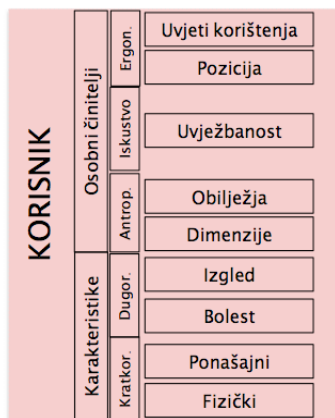 KORISNIK
Osobni činitelji
Ergon.
Uvjeti korištenja
Pozicija
Iskustvo
Uvježbanost
Antrop.
Obilježja
Dimenzije
Karakteristike
Dugor.
Izgled
Bolest
Kratkor.
Ponašajni
Fizički